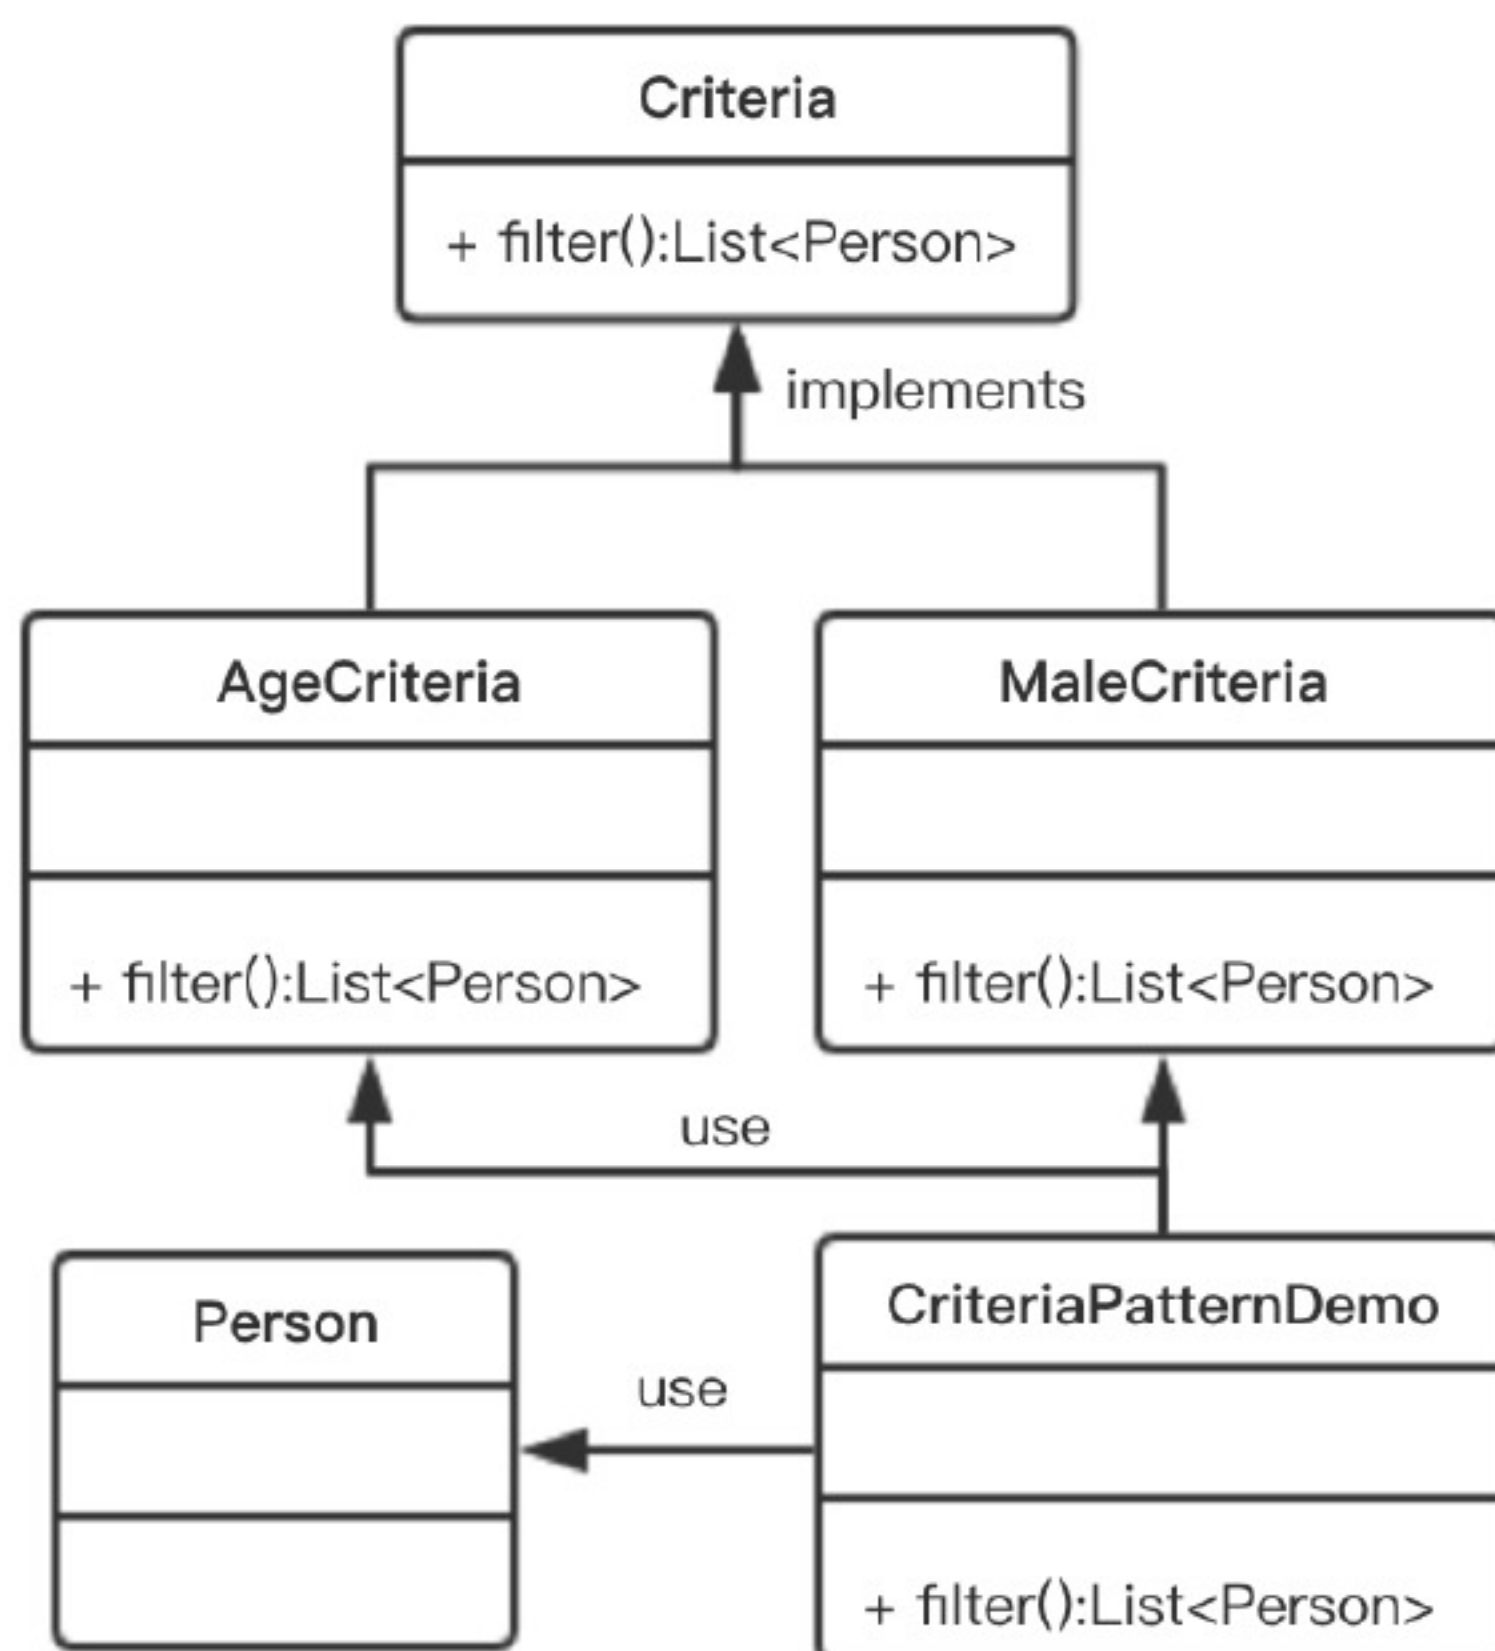 Criteria
+ filter():List<Person>
implements
AgeCriteria
MaleCriteria
+ filter():List<Person>
+ filter():List<Person>
use
Person
CriteriaPatternDemo
use
+ filter():List<Person>